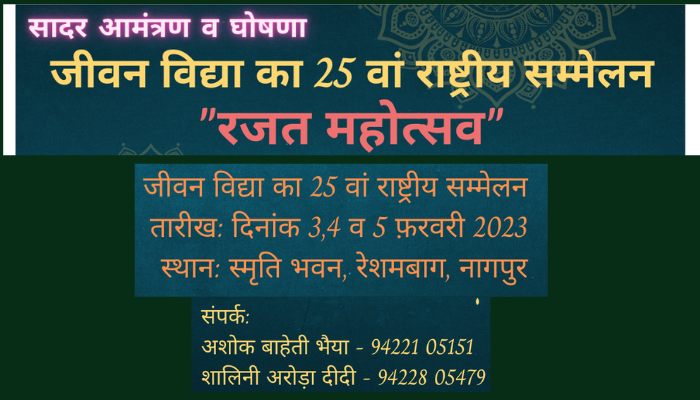 सादर आमंत्रण व घोषणा
जीवन विद्या का 25 वां राष्ट्रीय सम्मेलन
"रजत महोत्सव"
जीवन विद्या का 25 वां राष्ट्रीय सम्मेलन
तारीख: दिनांक 3,4 व 5 फ़रवरी 2023
स्थान: स्मृति भवन, रेशमबाग, नागपुर
संपर्क:
अशोक बाहेती भैया - 94221 05151
शालिनी अरोड़ा दीदी - 94228 05479